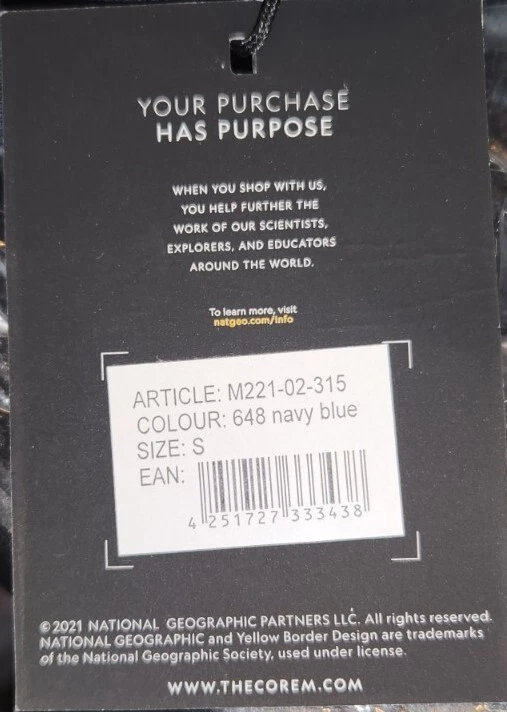 YOUR PURCHASE
HAS PURPOSE
WHEN YOU SHOP WITH US,
YOU HELP FURTHER THE
WORK OF OUR SCIENTISTS,
EXPLORERS, AND EDUCATORS
AROUND THE WORLD.
To learn more, visit
natgeo.com/info
ARTICLE: M221-02-315
COLOUR: 648 navy blue
SIZE: S
EAN:
4 251727 333438
©2021 NATIONAL GEOGRAPHIC PARTNERS LLC. All rights reserved.
NATIONAL GEOGRAPHIC and Yellow Border Design are trademarks
of the National Geographic Society, used under license.
WWW.THECOREM.COM